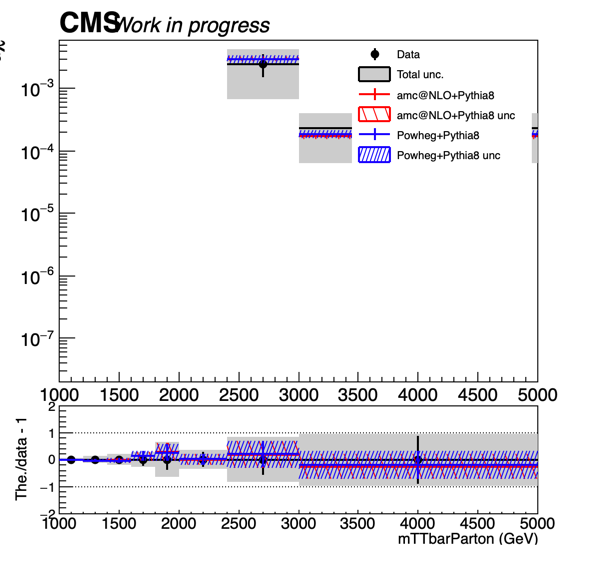 CMS Work in progress
Data
Total unc.
amc@NLO+Pythia8
amc@NLO+Pythia8 unc
Powheg+Pythia8
Powheg+Pythia8 unc
10⁻³
10⁻⁴
10⁻⁵
10⁻⁶
10⁻⁷
1000 1500 2000 2500 3000 3500 4000 4500 5000
The./data - 1
2
1
0
−1
−2
1000 1500 2000 2500 3000 3500 4000 4500 5000
mTTbarParton (GeV)